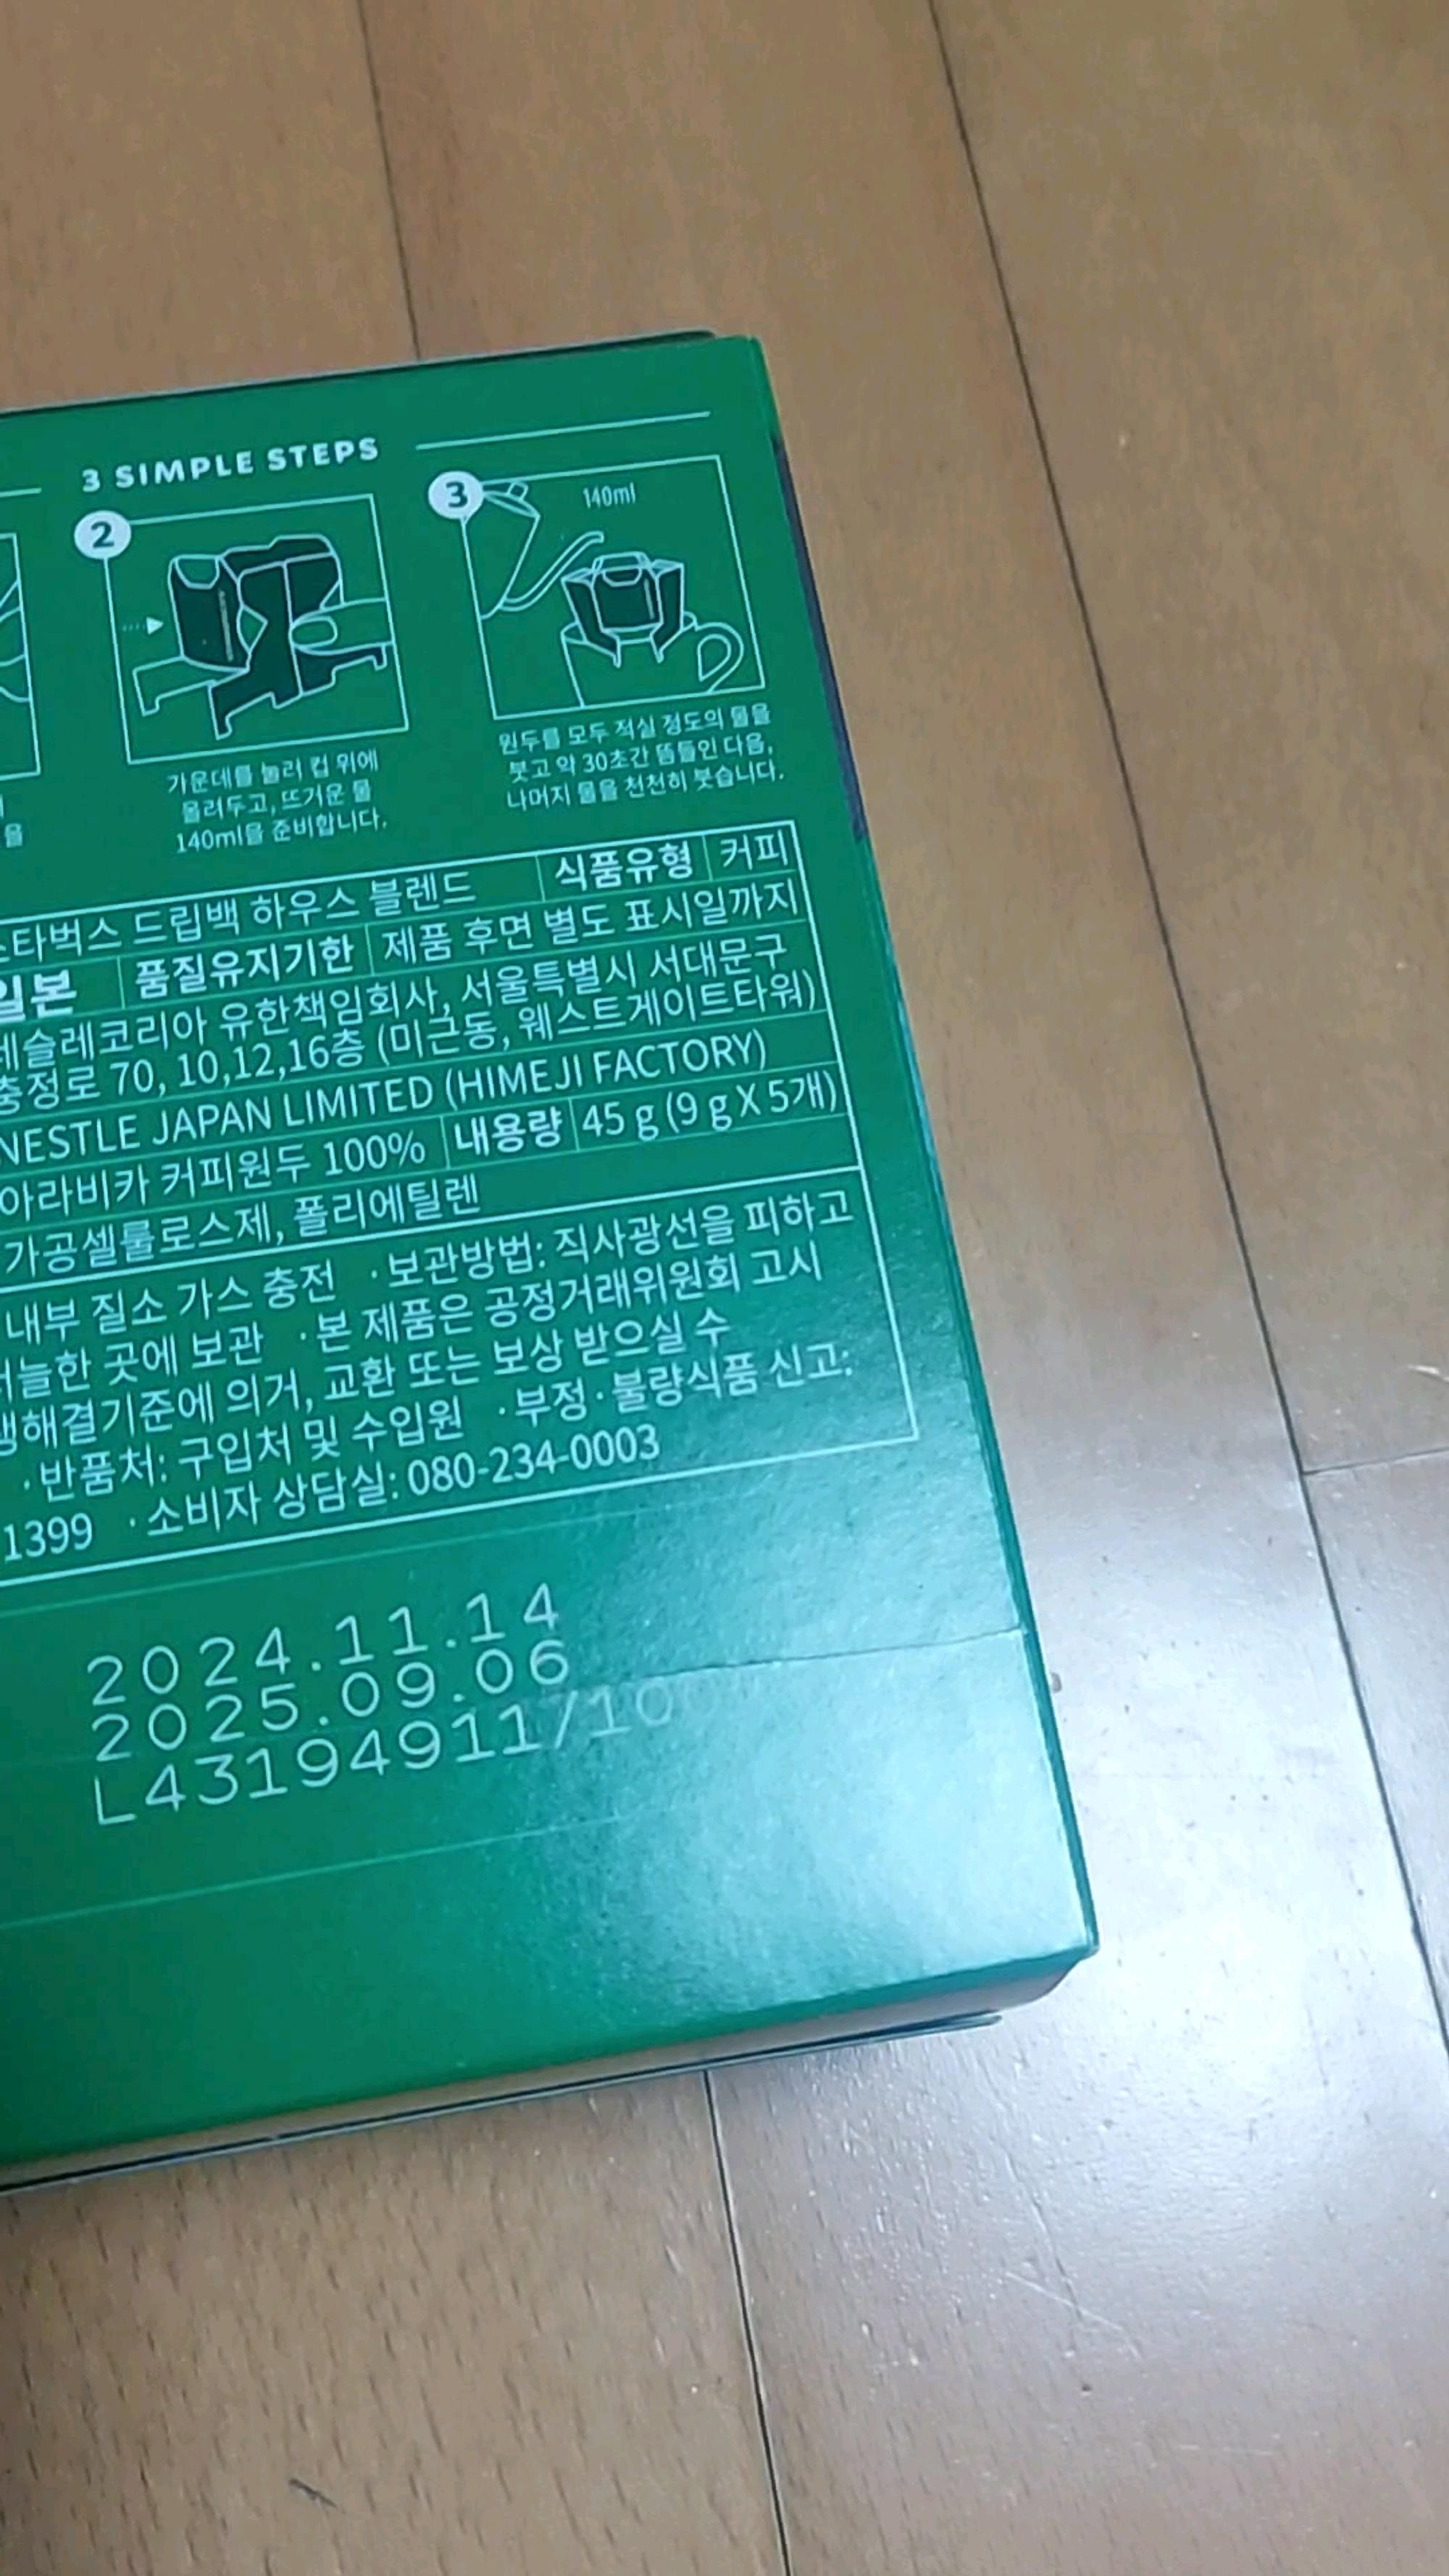 3 SIMPLE STEPS
2
3
140ml
가운데를 눌러 컵 위에
올려두고, 뜨거운 물
140ml을 준비합니다.
원두를 모두 적실 정도의 물을
붓고 약 30초간 뜸들인 다음,
나머지 물을 천천히 붓습니다.
을
스타벅스 드립백 하우스 블렌드 식품유형 커피
일본 품질유지기한 제품 후면 별도 표시일까지
네슬레코리아 유한책임회사, 서울특별시 서대문구
충정로 70, 10,12,16층 (미근동, 웨스트게이트타워)
NESTLE JAPAN LIMITED (HIMEJI FACTORY)
아라비카 커피원두 100% 내용량 45 g (9 g X 5개)
가공셀룰로스제, 폴리에틸렌
내부 질소 가스 충전 ·보관방법: 직사광선을 피하고
서늘한 곳에 보관 ·본 제품은 공정거래위원회 고시
쟁해결기준에 의거, 교환 또는 보상 받으실 수
·반품처: 구입처 및 수입원 ·부정·불량식품 신고:
1399 ·소비자 상담실: 080-234-0003
2024.11.14
2025.09.06
L43194911/100